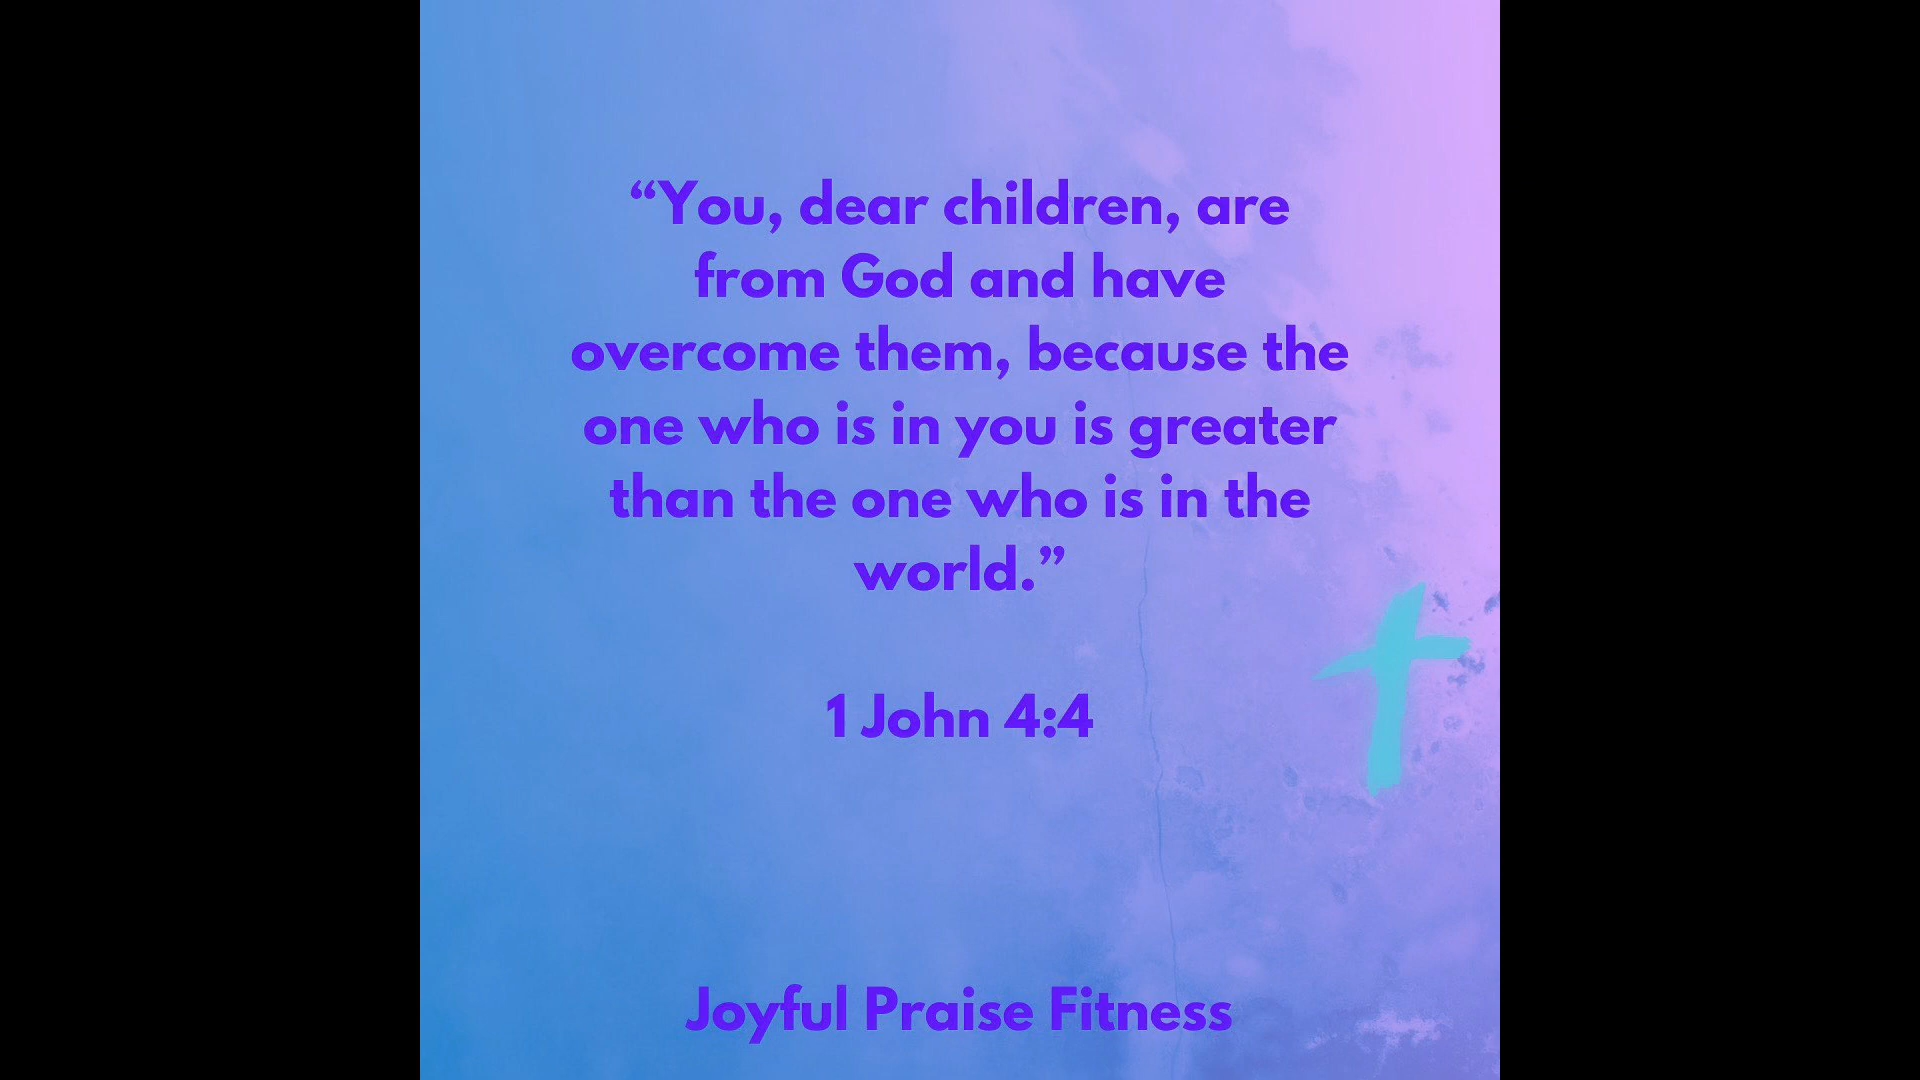 “You, dear children, are
from God and have
overcome them, because the
one who is in you is greater
than the one who is in the
world.”
1 John 4:4
Joyful Praise Fitness